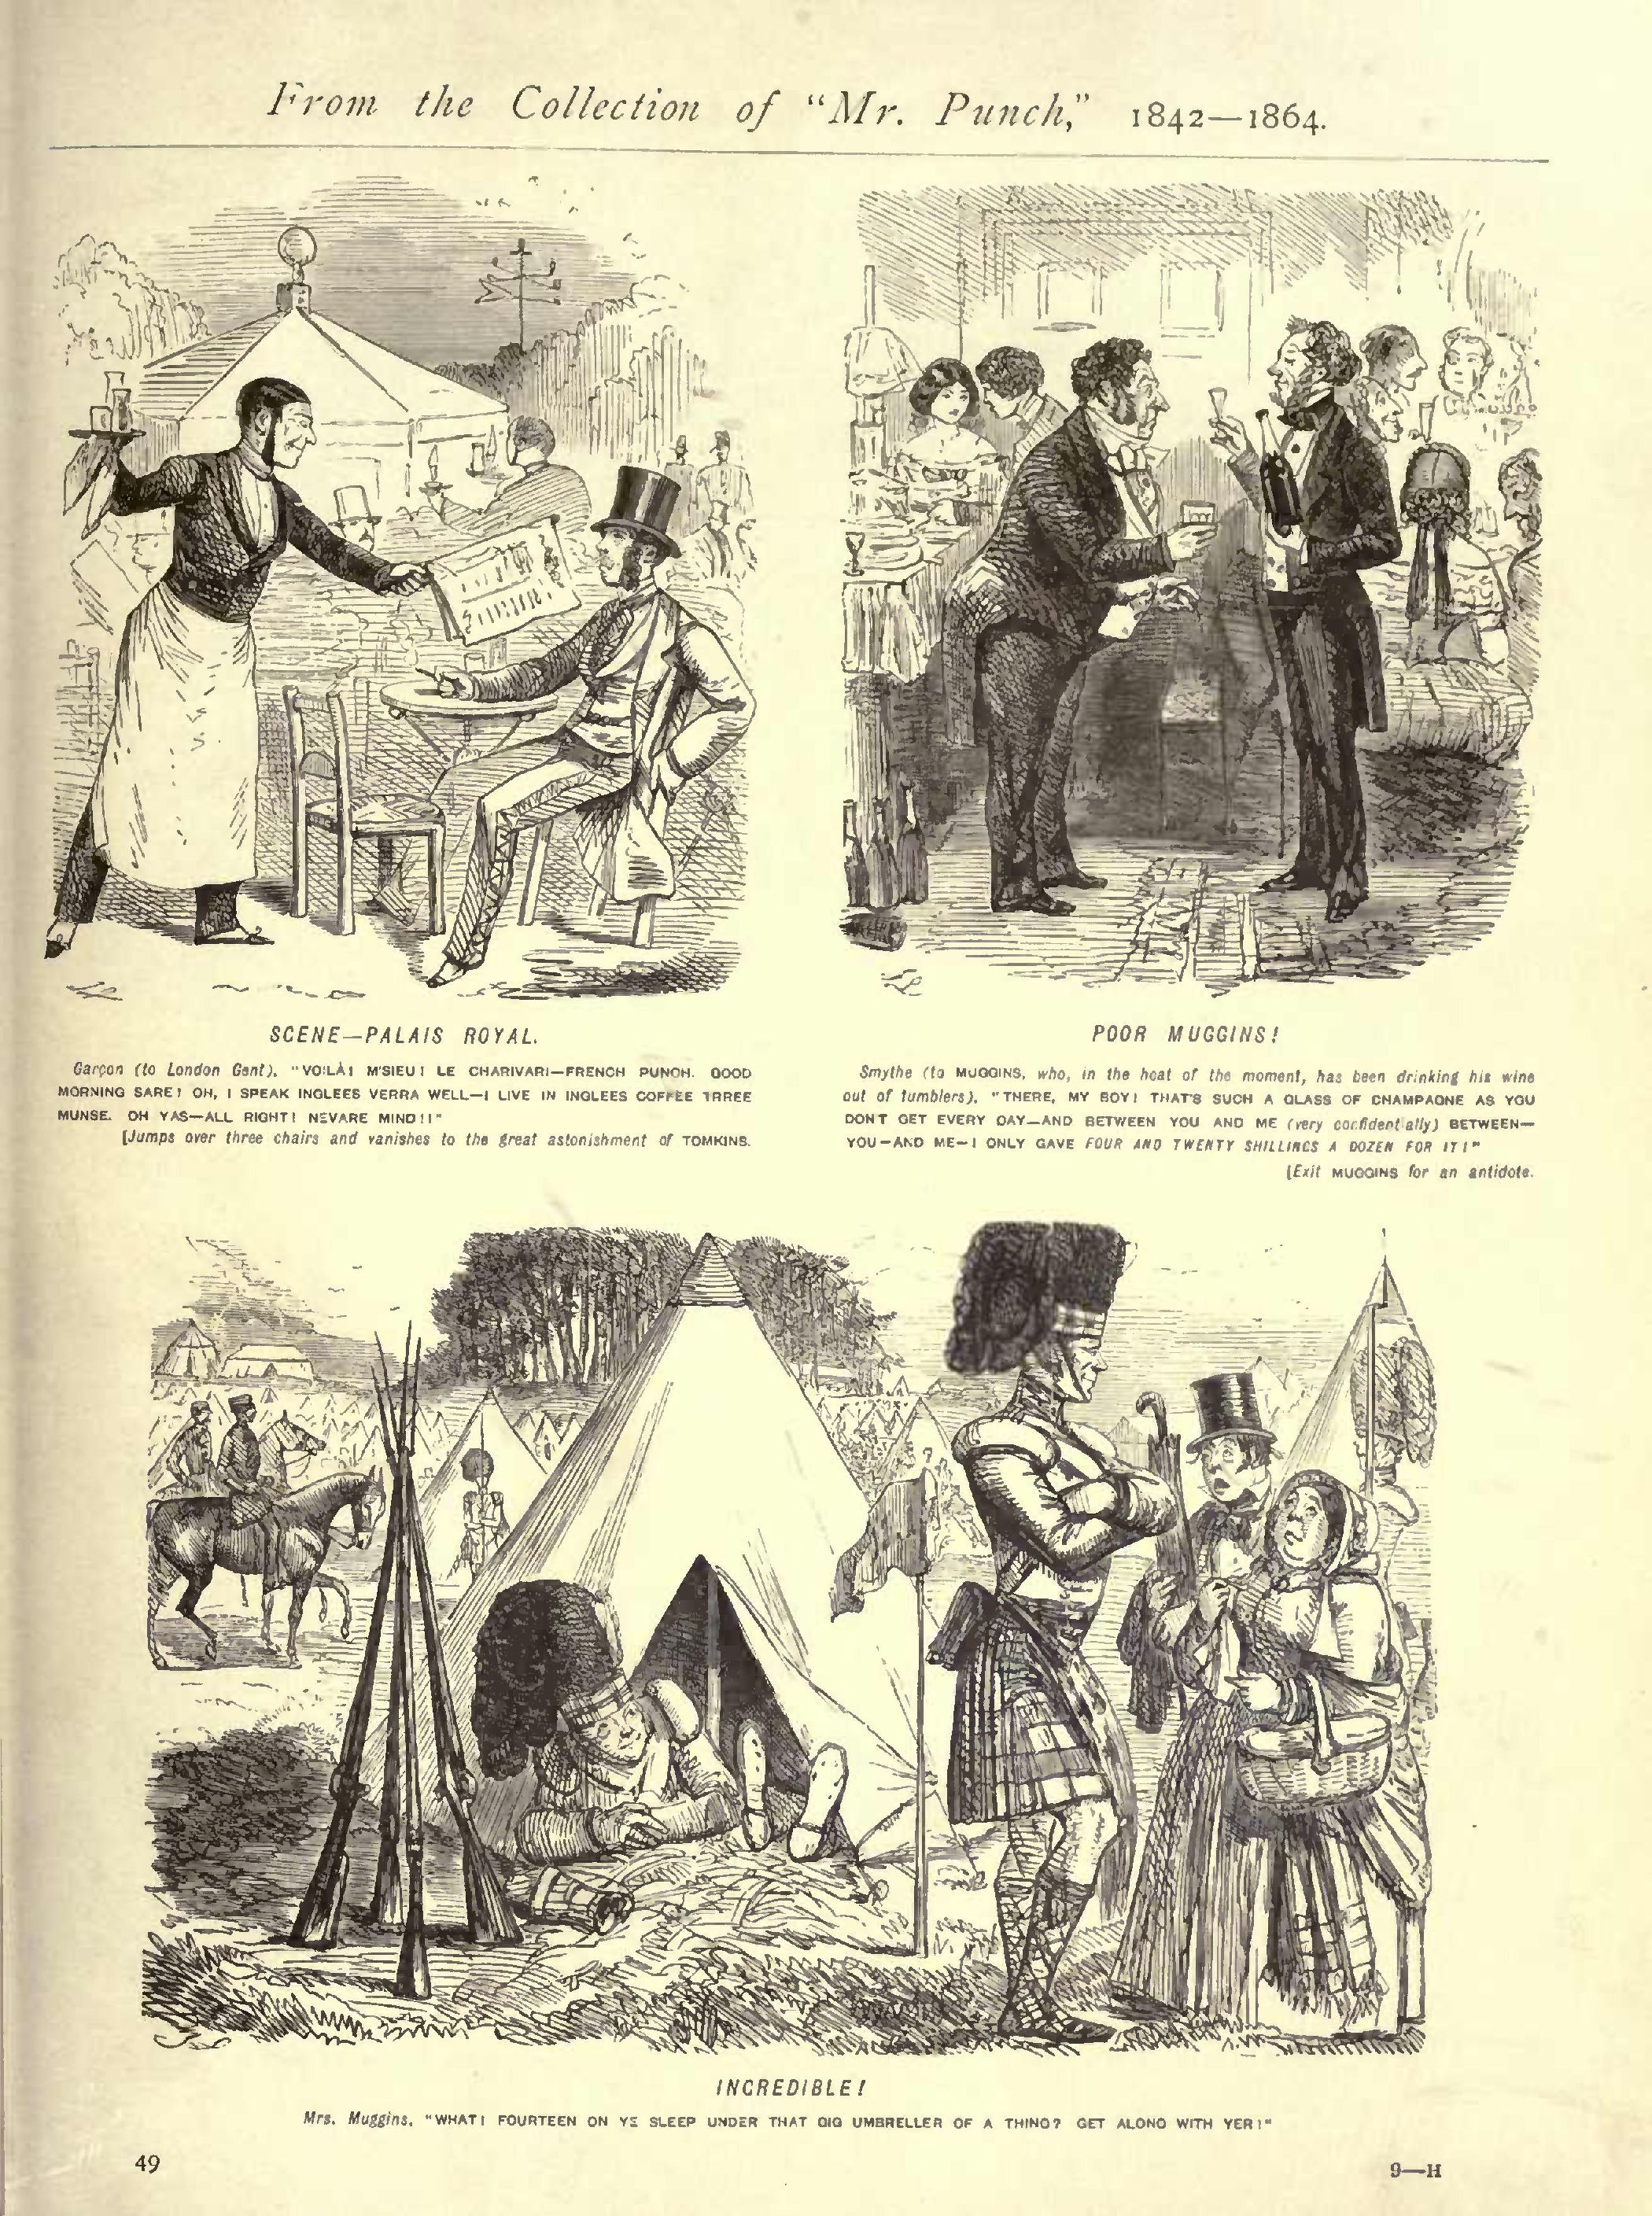 From the Collection of "Mr. Punch," 1842—1864.
SCENE—PALAIS ROYAL.
Garçon (to London Gent). "VOILÀ! M'SIEU! LE CHARIVARI—FRENCH PUNCH. GOOD
MORNING SARE! OH, I SPEAK INGLEES VERRA WELL—I LIVE IN INGLEES COFFEE TRREE
MUNSE. OH YAS—ALL RIGHT! NEVARE MIND!!"
[Jumps over three chairs and vanishes to the great astonishment of TOMKINS.
POOR MUGGINS!
Smythe (to MUGGINS, who, in the heat of the moment, has been drinking his wine
out of tumblers). "THERE, MY BOY! THAT'S SUCH A GLASS OF CHAMPAGNE AS YOU
DON'T GET EVERY DAY—AND BETWEEN YOU AND ME (very confidentially) BETWEEN—
YOU—AND ME—I ONLY GAVE FOUR AND TWENTY SHILLINGS A DOZEN FOR IT!"
[Exit MUGGINS for an antidote.
INCREDIBLE!
Mrs. Muggins. "WHAT! FOURTEEN ON YE SLEEP UNDER THAT GIG UMBRELLER OF A THING? GET ALONG WITH YER!"
49
9—H